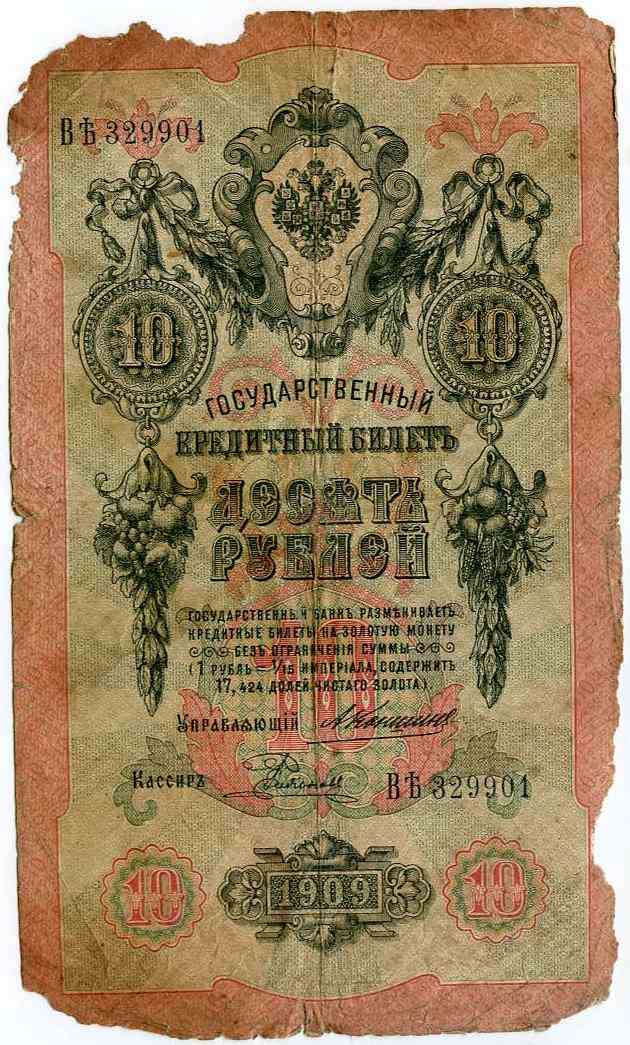 ВѢ 329901
10 10
ГОСУДАРСТВЕННЫЙ
КРЕДИТНЫЙ БИЛЕТЪ
ДЕСЯТЬ
РУБЛЕЙ
ГОСУДАРСТВЕННЫЙ БАНКЪ РАЗМѢНИВАЕТЪ
КРЕДИТНЫЕ БИЛЕТЫ НА ЗОЛОТУЮ МОНЕТУ
БЕЗЪ ОГРАНИЧЕНІЯ СУММЫ
(1 РУБЛЬ = 1/15 ИМПЕРІАЛА, СОДЕРЖИТЪ
17,424 ДОЛЕЙ ЧИСТАГО ЗОЛОТА).
10
УПРАВЛЯЮЩІЙ А Коншинъ
КАССИРЪ
ВѢ 329901
10 1909 10